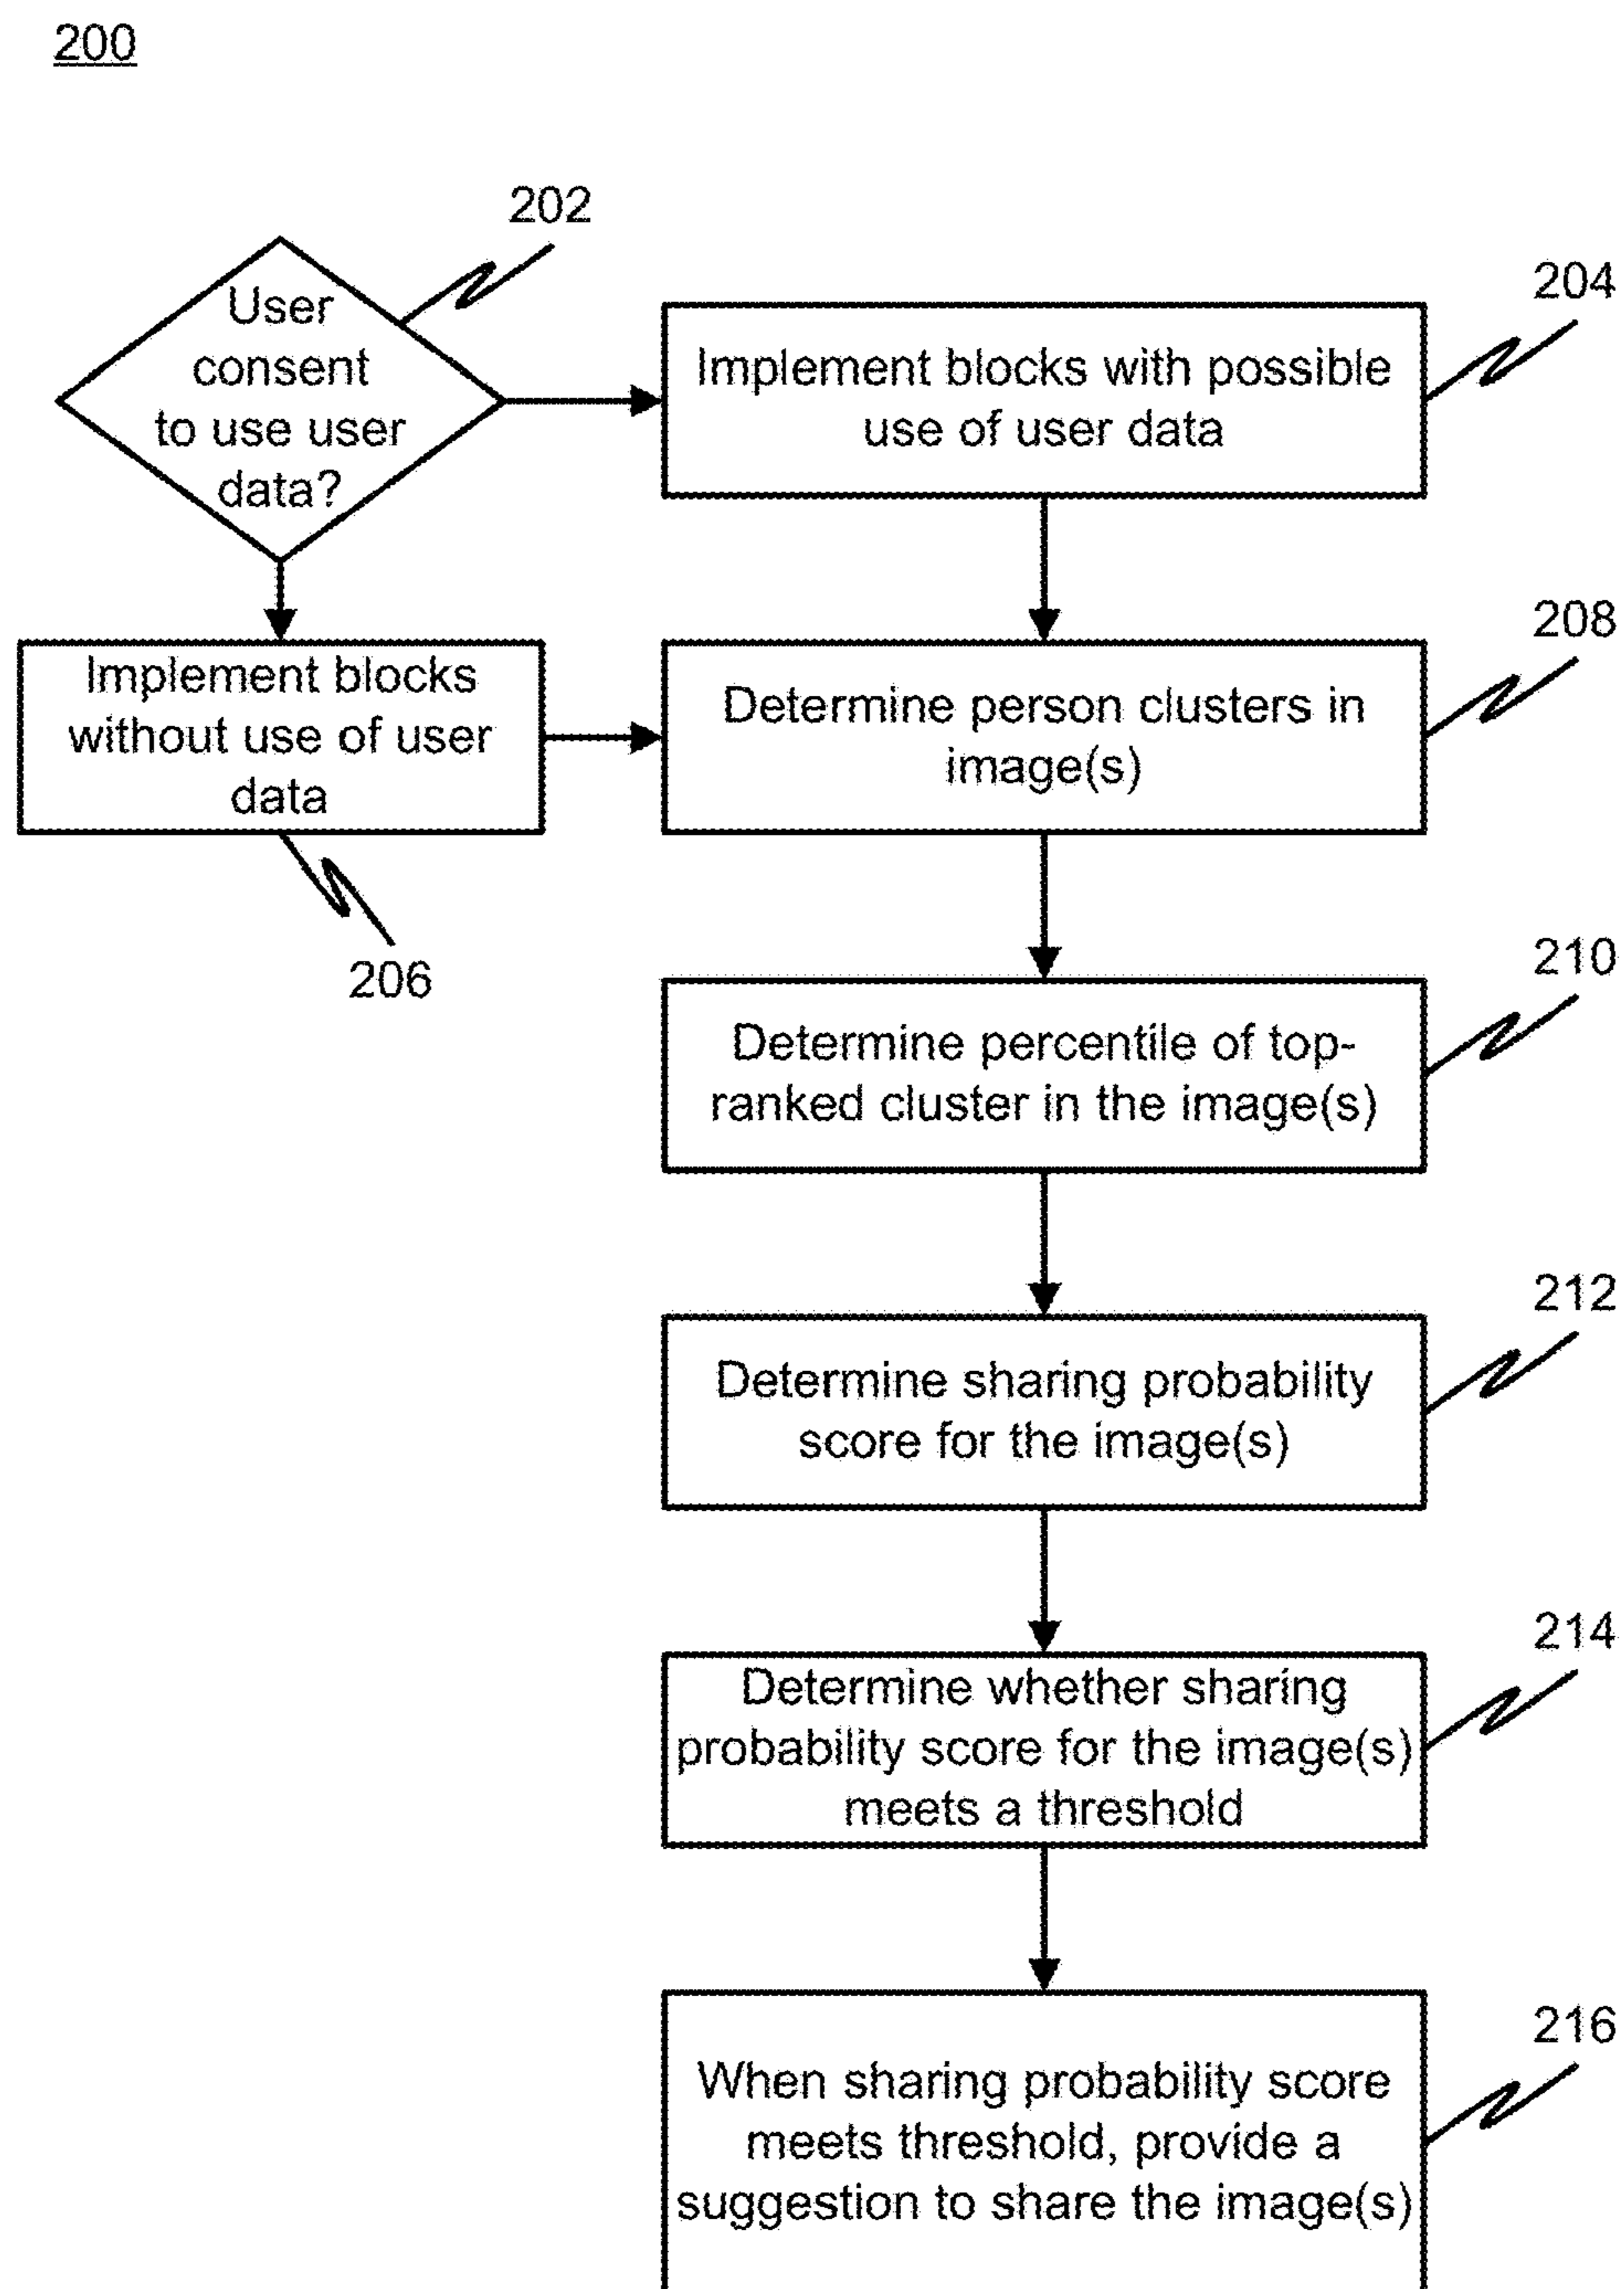 200
202
User
consent
to use user
data?
204
Implement blocks with possible
use of user data
Implement blocks
without use of user
data
206
208
Determine person clusters in
image(s)
210
Determine percentile of top-
ranked cluster in the image(s)
212
Determine sharing probability
score for the image(s)
214
Determine whether sharing
probability score for the image(s)
meets a threshold
216
When sharing probability score
meets threshold, provide a
suggestion to share the image(s)